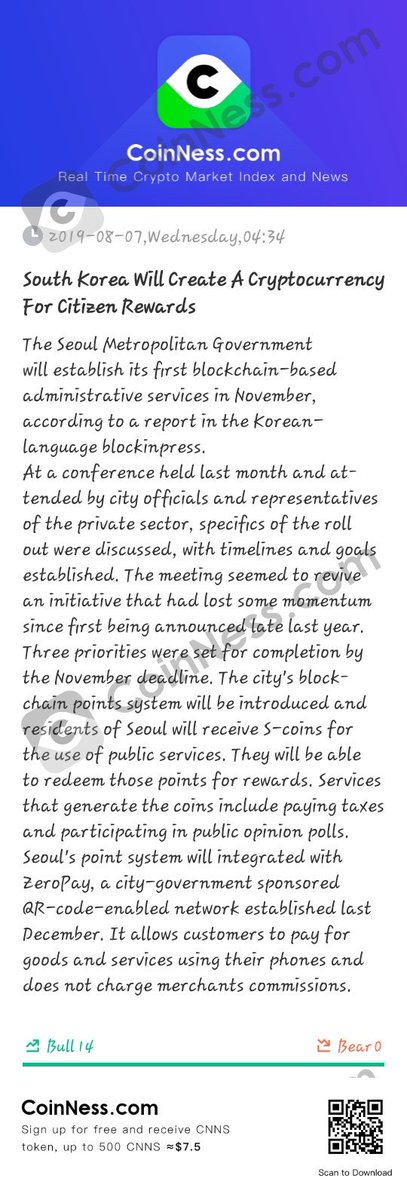 C
CoinNess.com
Real Time Crypto Market Index and News
2019-08-07,Wednesday,04:34
South Korea Will Create A Cryptocurrency
For Citizen Rewards
The Seoul Metropolitan Government
will establish its first blockchain-based
administrative services in November,
according to a report in the Korean-
language blockinpress.
At a conference held last month and at-
tended by city officials and representatives
of the private sector, specifics of the roll
out were discussed, with timelines and goals
established. The meeting seemed to revive
an initiative that had lost some momentum
since first being announced late last year.
Three priorities were set for completion by
the November deadline. The city's block-
chain points system will be introduced and
residents of Seoul will receive S-coins for
the use of public services. They will be able
to redeem those points for rewards. Services
that generate the coins include paying taxes
and participating in public opinion polls.
Seoul's point system will integrated with
ZeroPay, a city-government sponsored
QR-code-enabled network established last
December. It allows customers to pay for
goods and services using their phones and
does not charge merchants commissions.
Bull 14
Bear 0
CoinNess.com
Sign up for free and receive CNNS
token, up to 500 CNNS ≈$7.5
Scan to Download
C CoinNess.com
C CoinNess.com